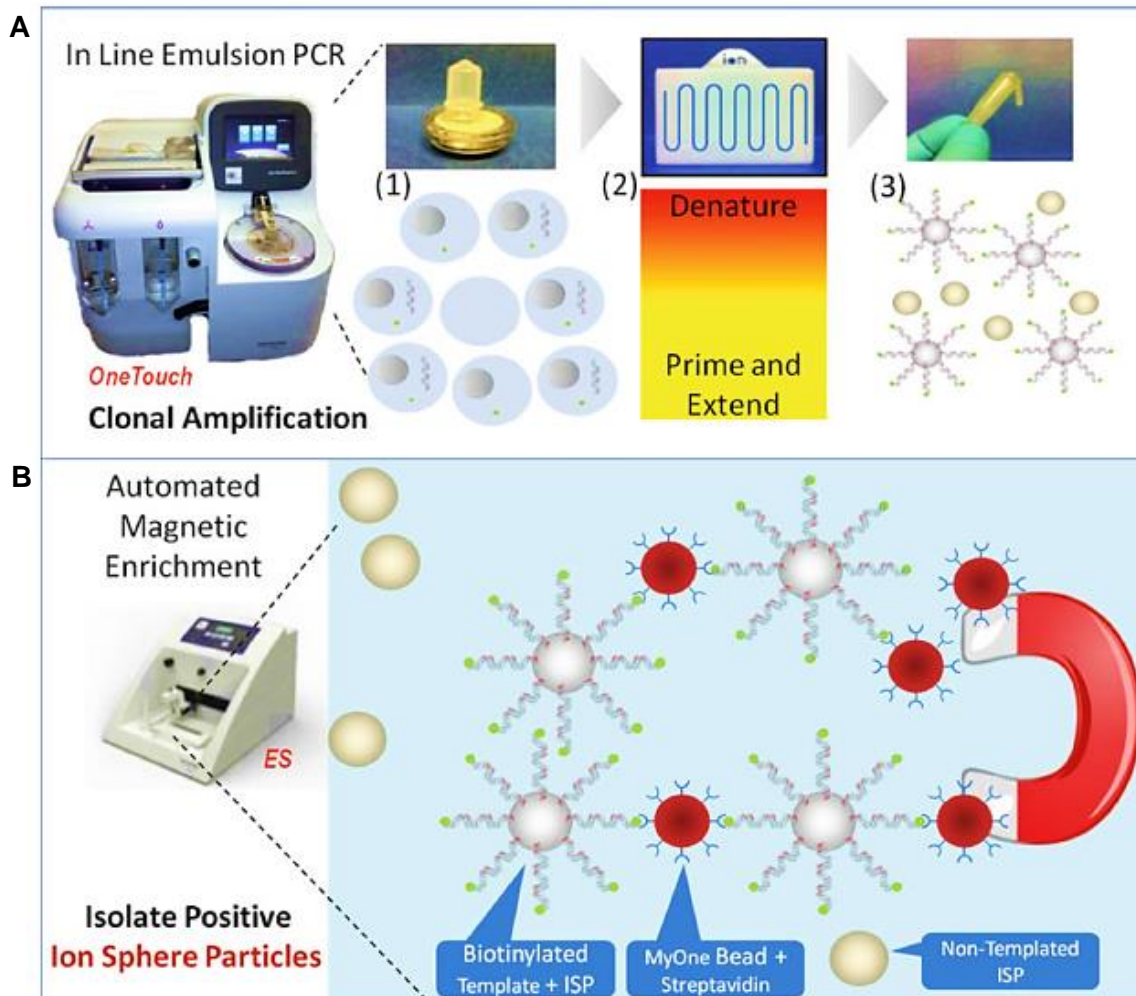 A
In Line Emulsion PCR
ion
(1)
(2)
(3)
Denature
Prime and
Extend
OneTouch
Clonal Amplification
B
Automated
Magnetic
Enrichment
ES
Isolate Positive
Ion Sphere Particles
Biotinylated
Template + ISP
MyOne Bead +
Streptavidin
Non-Templated
ISP